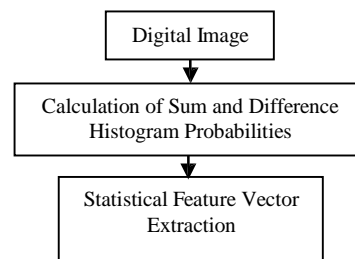 Digital Image
Calculation of Sum and Difference
Histogram Probabilities
Statistical Feature Vector
Extraction